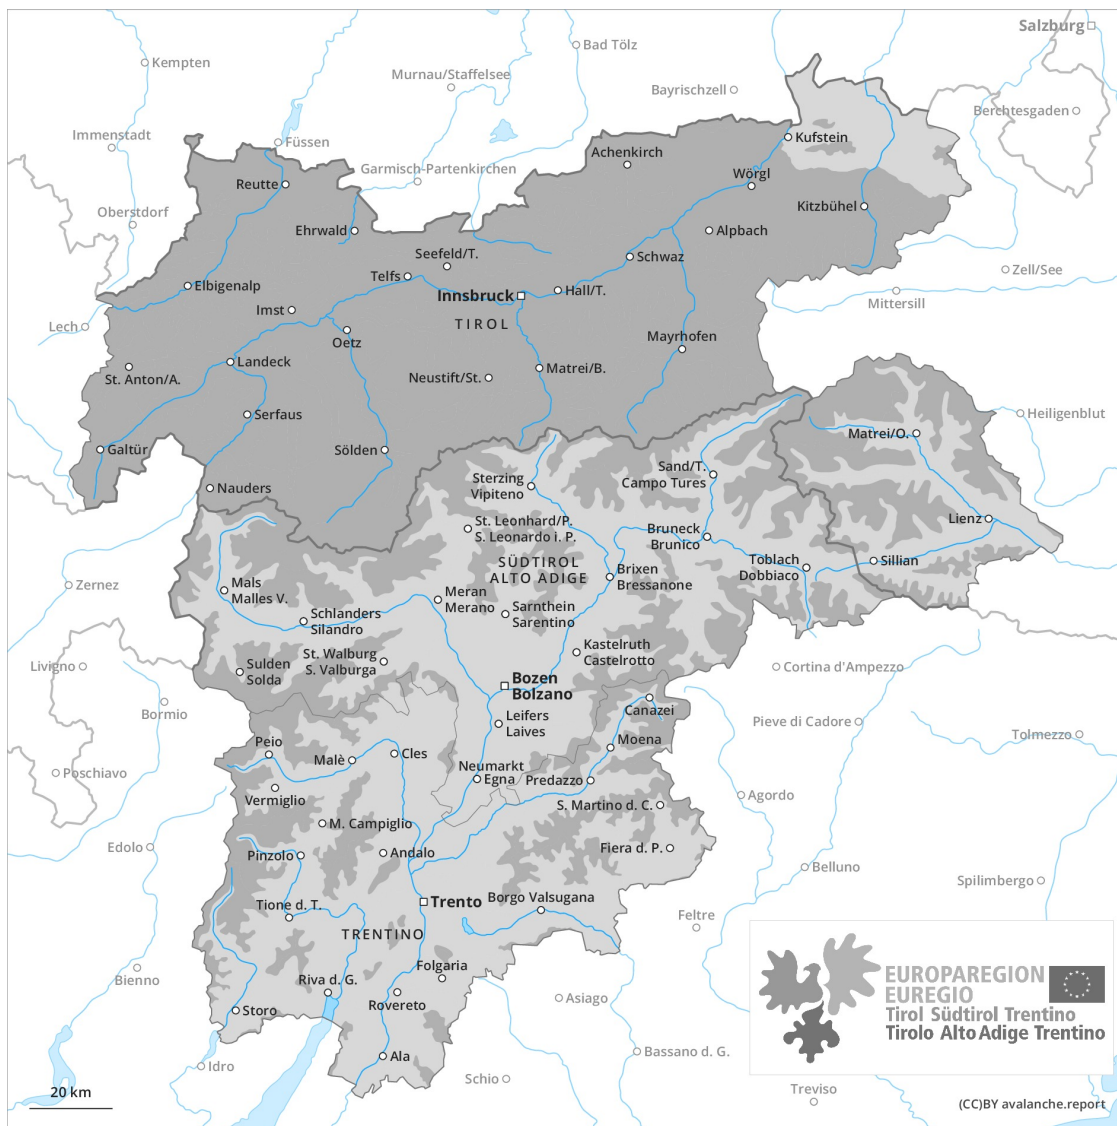 Salzburg
Bad Tölz
Kempten
Murnau/Staffelsee
Bayrischzell
Berchtesgaden
Immenstadt
Füssen
Kufstein
Achenkirch
Garmisch-Partenkirchen
Wörgl
Reutte
Oberstdorf
Kitzbühel
Ehrwald
Alpbach
Seefeld/T.
Schwaz
Zell/See
Telfs
Elbigenalp
Innsbruck
Hall/T.
Mittersill
Imst
TIROL
Lech
Oetz
Mayrhofen
Landeck
Matrei/B.
St. Anton/A.
Neustift/St.
Serfaus
Heiligenblut
Matrei/O.
Galtür
Sölden
Sand/T.
Campo Tures
Sterzing
Vipiteno
Nauders
Lienz
St. Leonhard/P.
S. Leonardo i. P.
Bruneck
Brunico
SÜDTIROL
ALTO ADIGE
Toblach
Dobbiaco
Sillian
Brixen
Bressanone
Zernez
Mals
Malles V.
Meran
Merano
Schlanders
Silandro
Sarnthein
Sarentino
Kastelruth
Castelrotto
St. Walburg
S. Valburga
Livigno
Sulden
Solda
Cortina d'Ampezzo
Bozen
Bolzano
Bormio
Canazei
Leifers
Laives
Pieve di Cadore
Tolmezzo
Peio
Cles
Moena
Malè
Poschiavo
Neumarkt
Egna
Predazzo
Vermiglio
S. Martino d. C.
Agordo
M. Campiglio
Edolo
Pinzolo
Andalo
Fiera d. P.
Belluno
Spilimbergo
Tione d. T.
Trento
Borgo Valsugana
Feltre
TRENTINO
Bienno
Folgaria
Riva d. G.
Rovereto
Asiago
Storo
EUROPAREGION
EUREGIO
Tirol Südtirol Trentino
Tirolo Alto Adige Trentino
Ala
Bassano d. G.
Idro
Schio
Treviso
20 km
(CC)BY avalanche.report